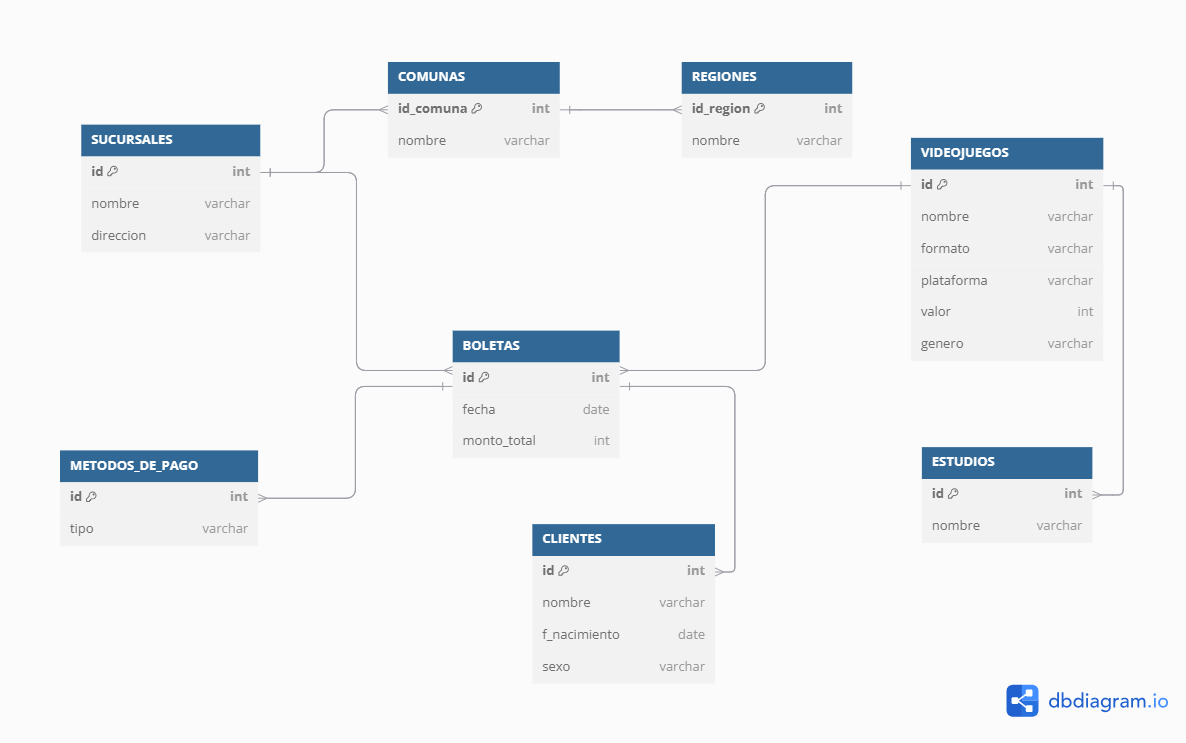 COMUNAS
id_comuna int
nombre varchar
REGIONES
id_region int
nombre varchar
SUCURSALES
id int
nombre varchar
direccion varchar
VIDEOJUEGOS
id int
nombre varchar
formato varchar
plataforma varchar
valor int
genero varchar
BOLETAS
id int
fecha date
monto_total int
METODOS_DE_PAGO
id int
tipo varchar
ESTUDIOS
id int
nombre varchar
CLIENTES
id int
nombre varchar
f_nacimiento date
sexo varchar
dbdiagram.io